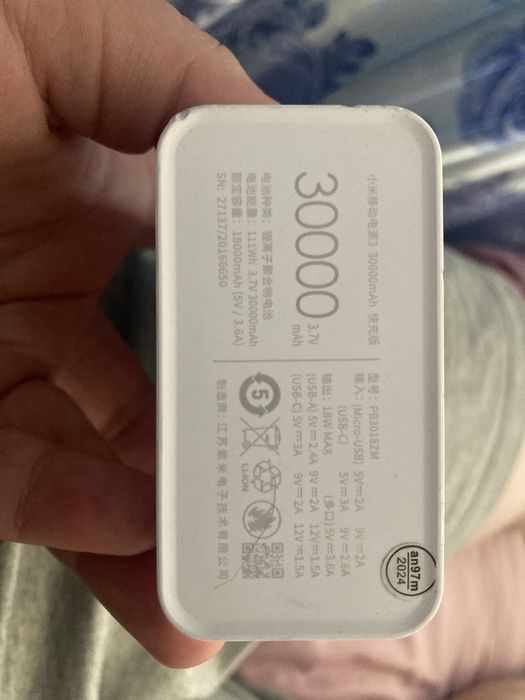 小米移动电源3 30000mAh 快充版
30000 3.7V
mAh
电池种类：锂离子聚合物电池
电池能量：111Wh 3.7V 30000mAh
额定容量：18000mAh (5V / 3.6A)
SN: 27137/20166650
型号：PB3018ZM
输入：(Micro-USB) 5V⎓2A 9V⎓2A
(USB-C) 5V⎓3A 9V⎓2.6A
输出：18W MAX (多口) 5V⎓3.6A
(USB-A) 5V⎓2.4A 9V⎓2A 12V⎓1.5A
(USB-C) 5V⎓3A 9V⎓2A 12V⎓1.5A
5
LI-ION
制造商：江苏紫米电子技术有限公司
an97m
2024